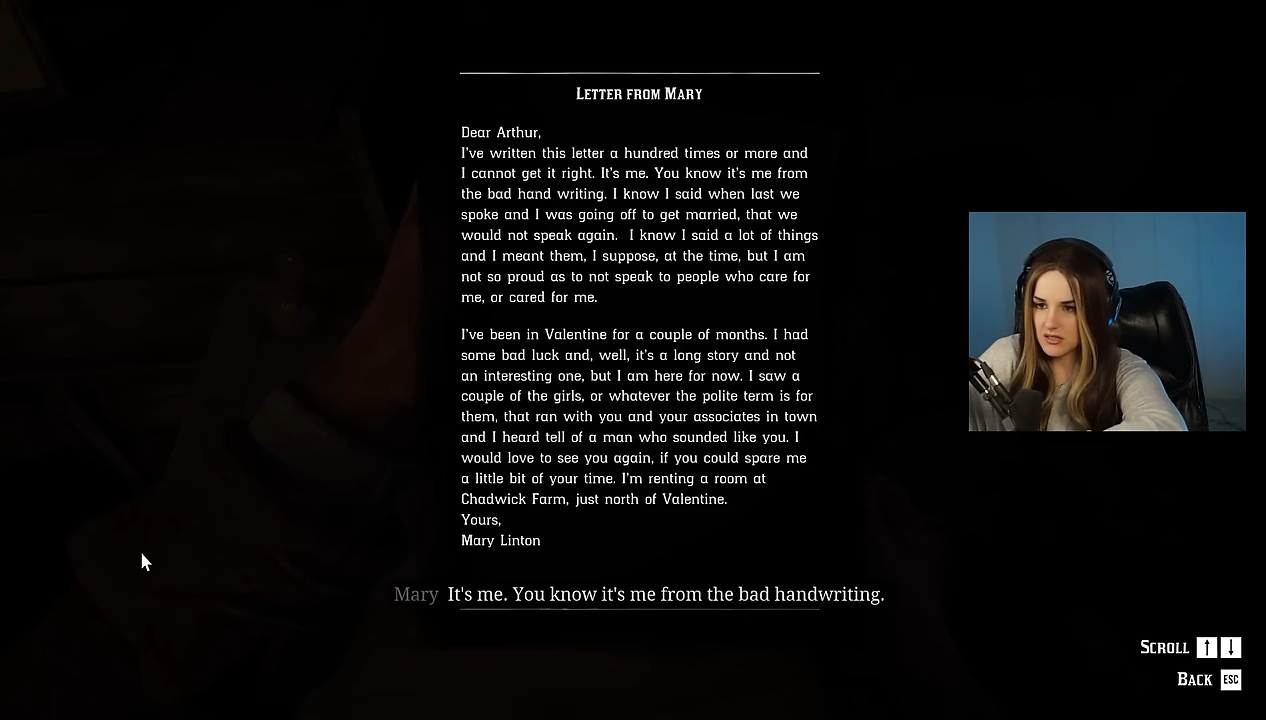 LETTER FROM MARY
Dear Arthur,
I've written this letter a hundred times or more and
I cannot get it right. It's me. You know it's me from
the bad hand writing. I know I said when last we
spoke and I was going off to get married, that we
would not speak again.  I know I said a lot of things
and I meant them, I suppose, at the time, but I am
not so proud as to not speak to people who care for
me, or cared for me.
I've been in Valentine for a couple of months. I had
some bad luck and, well, it's a long story and not
an interesting one, but I am here for now. I saw a
couple of the girls, or whatever the polite term is for
them, that ran with you and your associates in town
and I heard tell of a man who sounded like you. I
would love to see you again, if you could spare me
a little bit of your time. I'm renting a room at
Chadwick Farm, just north of Valentine.
Yours,
Mary Linton
Mary It's me. You know it's me from the bad handwriting.
SCROLL ↑ ↓
BACK ESC